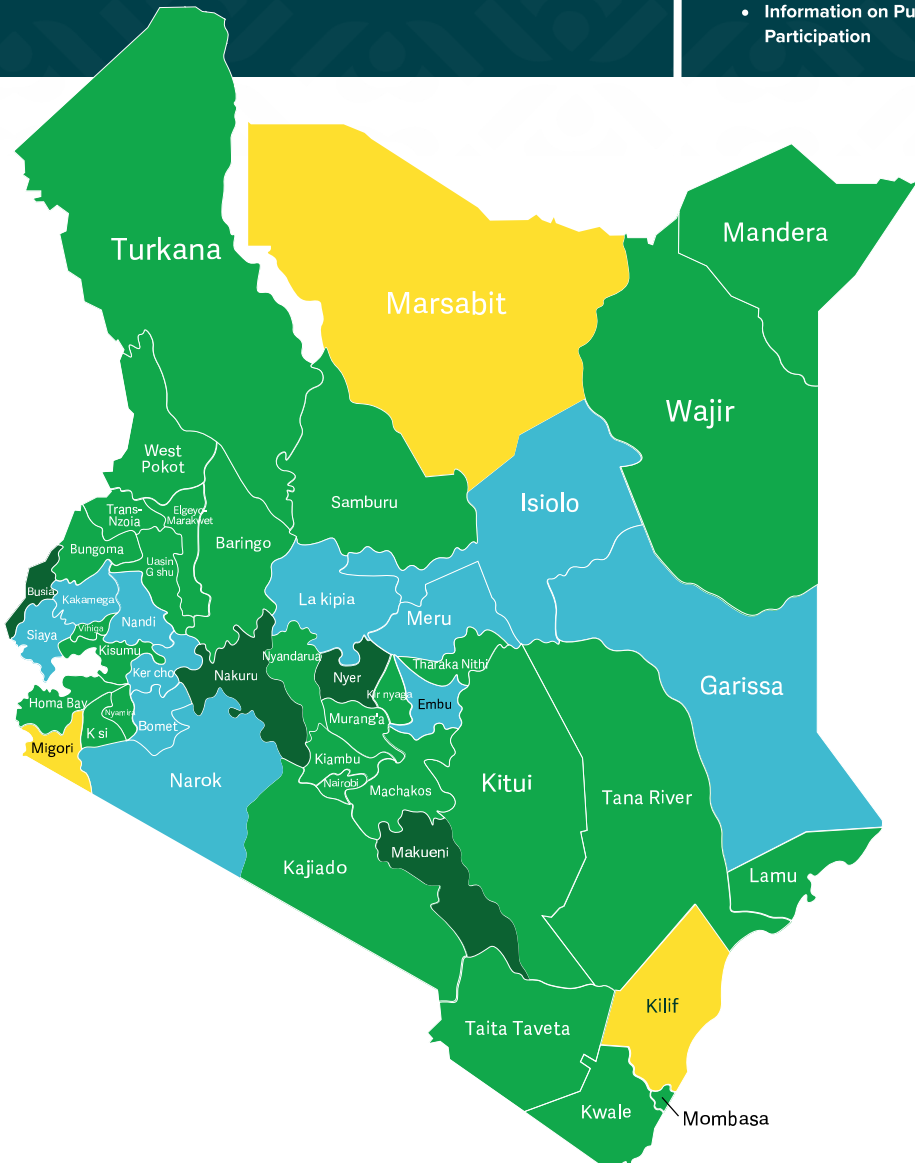 • Information on Pu
Participation
Turkana
Marsabit
Mandera
Wajir
West
Pokot
Samburu
Isiolo
Trans-
Nzoia
Elgeyo-
Marakwet
Baringo
Bungoma
Uasin
G shu
Busia
Kakamega
La kipia
Meru
Nandi
Vihiga
Siaya
Kisumu
Nyandarua
Tharaka Nithi
Ker cho
Nakuru
Nyer
Garissa
Kir nyaga
Embu
Homa Bay
Nyamira
Murang'a
Bomet
K si
Migori
Kiambu
Narok
Nairobi
Machakos
Kitui
Tana River
Makueni
Kajiado
Lamu
Kilif
Taita Taveta
Kwale
Mombasa